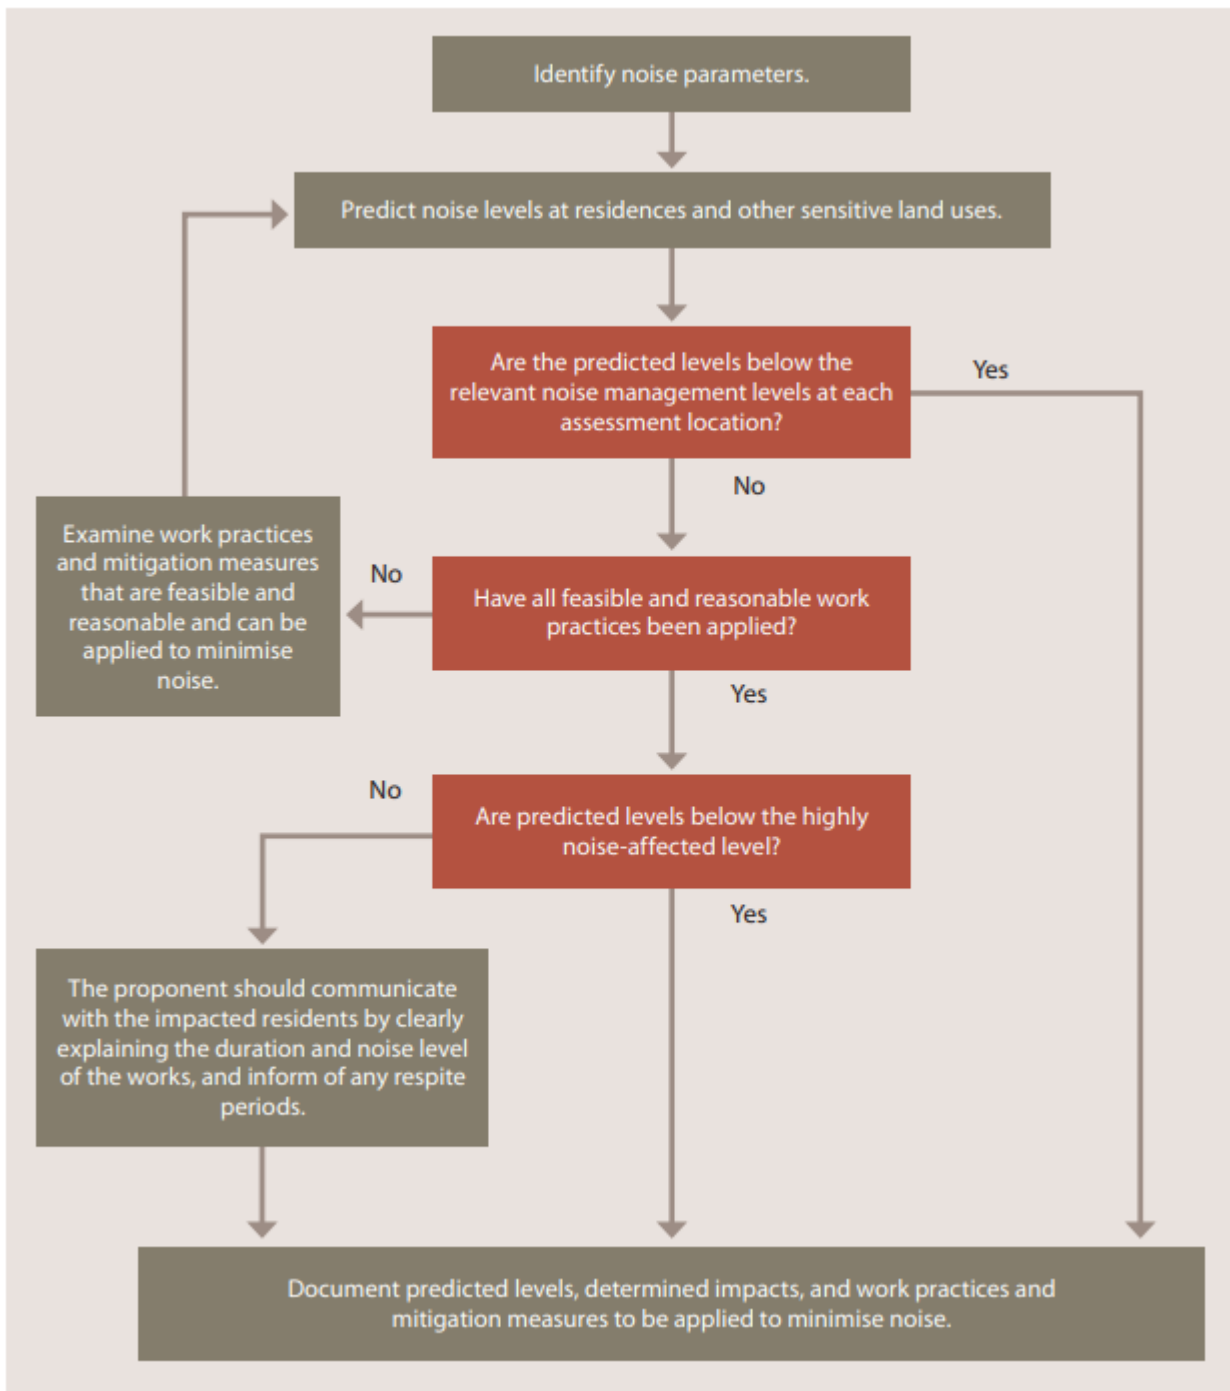 Identify noise parameters.
Predict noise levels at residences and other sensitive land uses.
Are the predicted levels below the
relevant noise management levels at each
assessment location?
Yes
No
Examine work practices
and mitigation measures
that are feasible and
reasonable and can be
applied to minimise
noise.
No
Have all feasible and reasonable work
practices been applied?
Yes
No
Are predicted levels below the highly
noise-affected level?
Yes
The proponent should communicate
with the impacted residents by clearly
explaining the duration and noise level
of the works, and inform of any respite
periods.
Document predicted levels, determined impacts, and work practices and
mitigation measures to be applied to minimise noise.